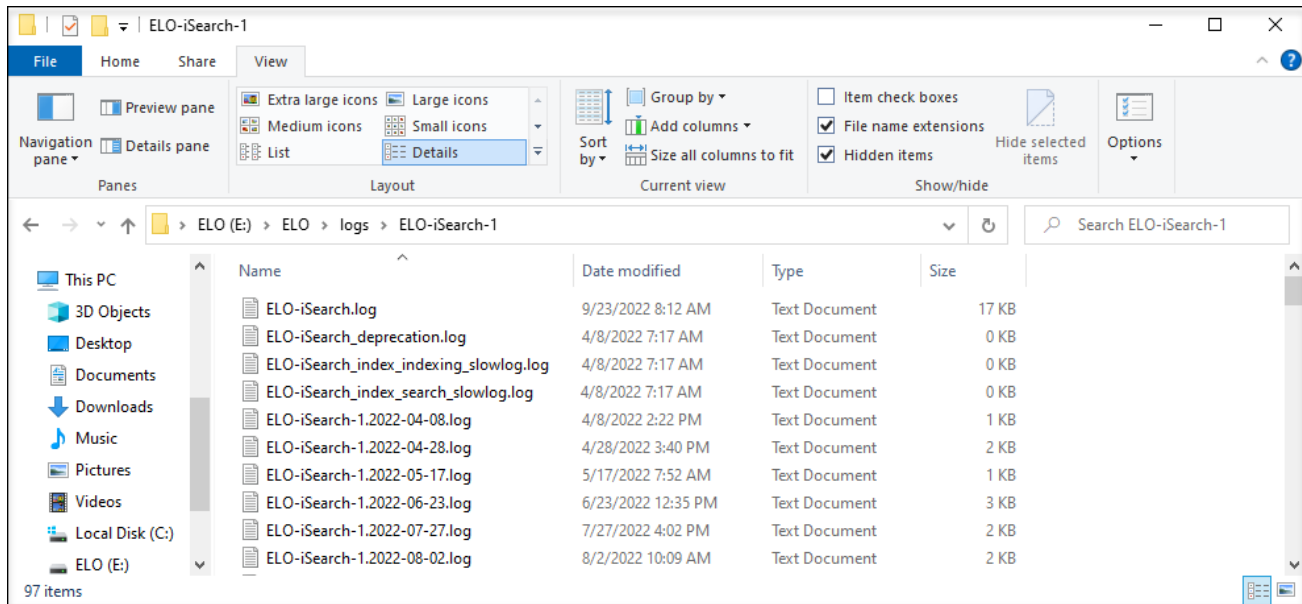 ELO-iSearch-1
File Home Share View
Preview pane Extra large icons Large icons Group by Item check boxes
Medium icons Small icons Add columns File name extensions
Navigation pane Details pane List Details Sort by Size all columns to fit Hidden items Hide selected items Options
Panes Layout Current view Show/hide
ELO (E:) ELO logs ELO-iSearch-1 Search ELO-iSearch-1
This PC Name Date modified Type Size
3D Objects ELO-iSearch.log 9/23/2022 8:12 AM Text Document 17 KB
Desktop ELO-iSearch_deprecation.log 4/8/2022 7:17 AM Text Document 0 KB
ELO-iSearch_index_indexing_slowlog.log 4/8/2022 7:17 AM Text Document 0 KB
Documents ELO-iSearch_index_search_slowlog.log 4/8/2022 7:17 AM Text Document 0 KB
Downloads ELO-iSearch-1.2022-04-08.log 4/8/2022 2:22 PM Text Document 1 KB
Music ELO-iSearch-1.2022-04-28.log 4/28/2022 3:40 PM Text Document 2 KB
Pictures ELO-iSearch-1.2022-05-17.log 5/17/2022 7:52 AM Text Document 1 KB
Videos ELO-iSearch-1.2022-06-23.log 6/23/2022 12:35 PM Text Document 3 KB
Local Disk (C:) ELO-iSearch-1.2022-07-27.log 7/27/2022 4:02 PM Text Document 2 KB
ELO (E:) ELO-iSearch-1.2022-08-02.log 8/2/2022 10:09 AM Text Document 2 KB
97 items